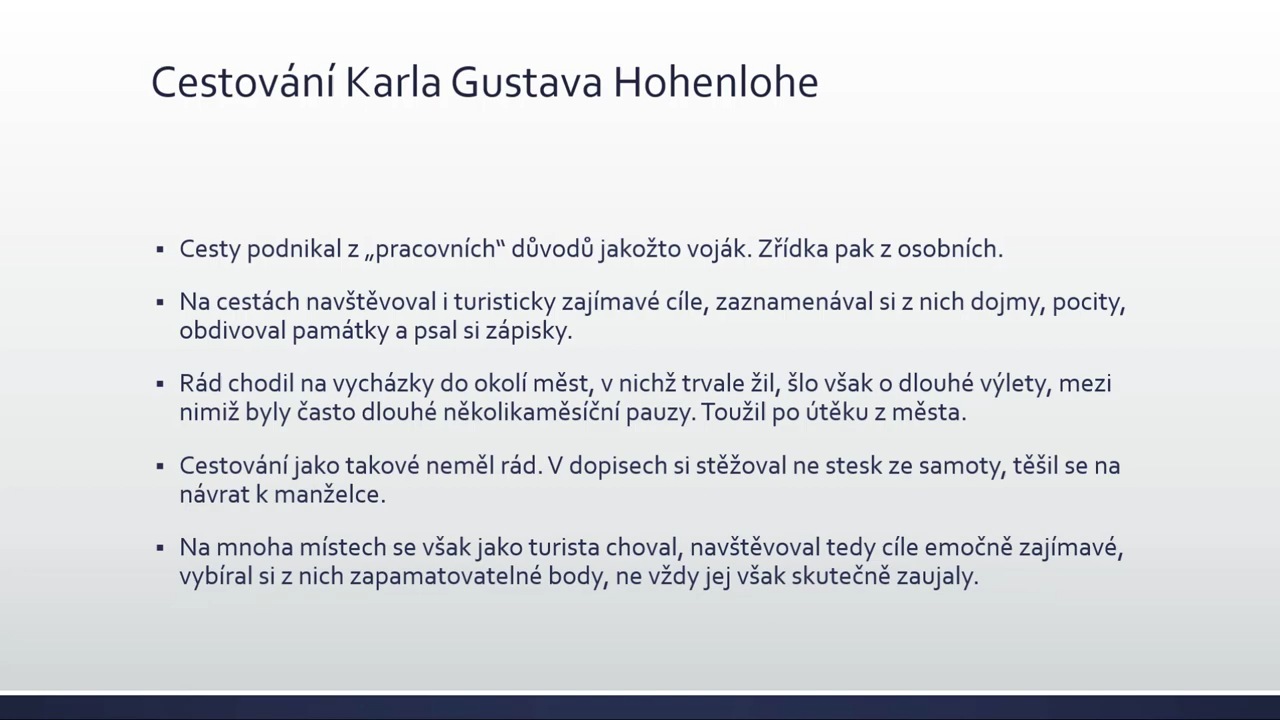 Cestování Karla Gustava Hohenlohe
▪ Cesty podnikal z „pracovních“ důvodů jakožto voják. Zřídka pak z osobních.
▪ Na cestách navštěvoval i turisticky zajímavé cíle, zaznamenával si z nich dojmy, pocity,
obdivoval památky a psal si zápisky.
▪ Rád chodil na vycházky do okolí měst, v nichž trvale žil, šlo však o dlouhé výlety, mezi
nimiž byly často dlouhé několikaměsíční pauzy. Toužil po útěku z města.
▪ Cestování jako takové neměl rád. V dopisech si stěžoval ne stesk ze samoty, těšil se na
návrat k manželce.
▪ Na mnoha místech se však jako turista choval, navštěvoval tedy cíle emočně zajímavé,
vybíral si z nich zapamatovatelné body, ne vždy jej však skutečně zaujaly.